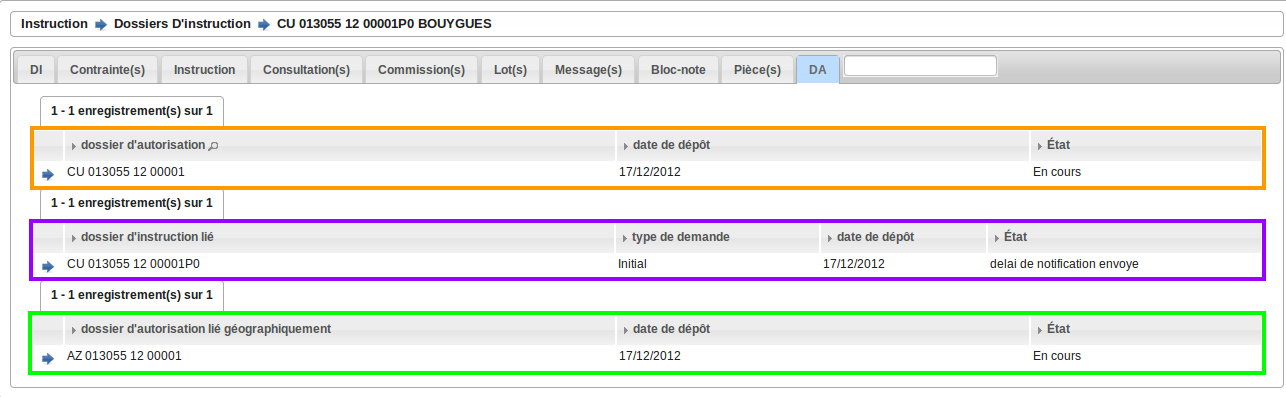 Instruction Dossiers D'instruction CU 013055 12 00001P0 BOUYGUES
DI Contrainte(s) Instruction Consultation(s) Commission(s) Lot(s) Message(s) Bloc-note Pièce(s) DA
1 - 1 enregistrement(s) sur 1
dossier d'autorisation date de dépôt État
CU 013055 12 00001 17/12/2012 En cours
1 - 1 enregistrement(s) sur 1
dossier d'instruction lié type de demande date de dépôt État
CU 013055 12 00001P0 Initial 17/12/2012 delai de notification envoye
1 - 1 enregistrement(s) sur 1
dossier d'autorisation lié géographiquement date de dépôt État
AZ 013055 12 00001 17/12/2012 En cours